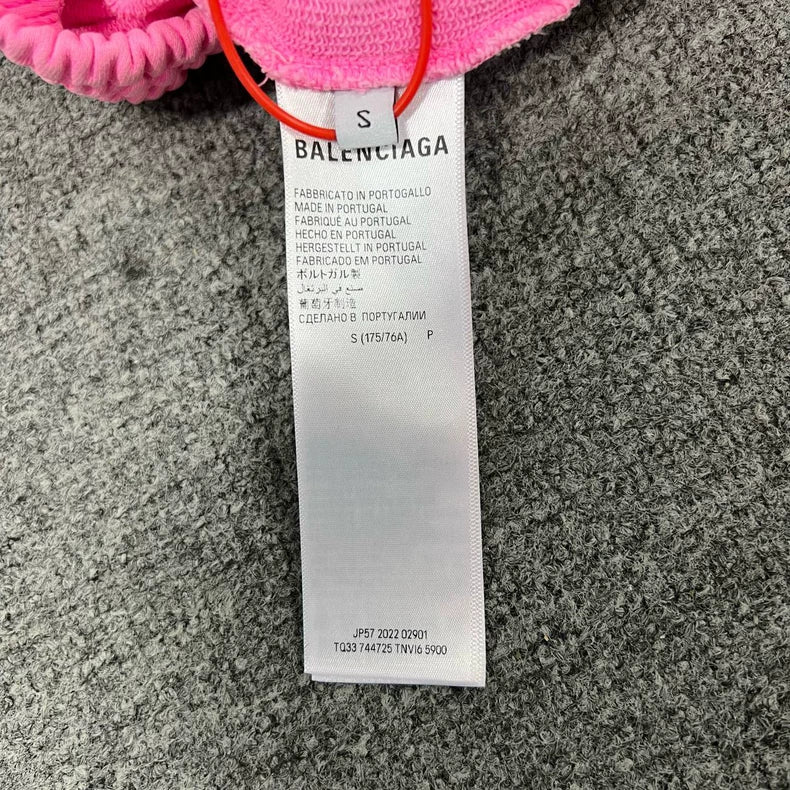 S
BALENCIAGA
FABBRICATO IN PORTOGALLO
MADE IN PORTUGAL
FABRIQUÉ AU PORTUGAL
HECHO EN PORTUGAL
HERGESTELLT IN PORTUGAL
FABRICADO EM PORTUGAL
ポルトガル製
صنع في البرتغال
葡萄牙制造
СДЕЛАНО В ПОРТУГАЛИИ
S (175/76A) P
JP57 2022 02901
TQ33 744725 TNVI6 5900